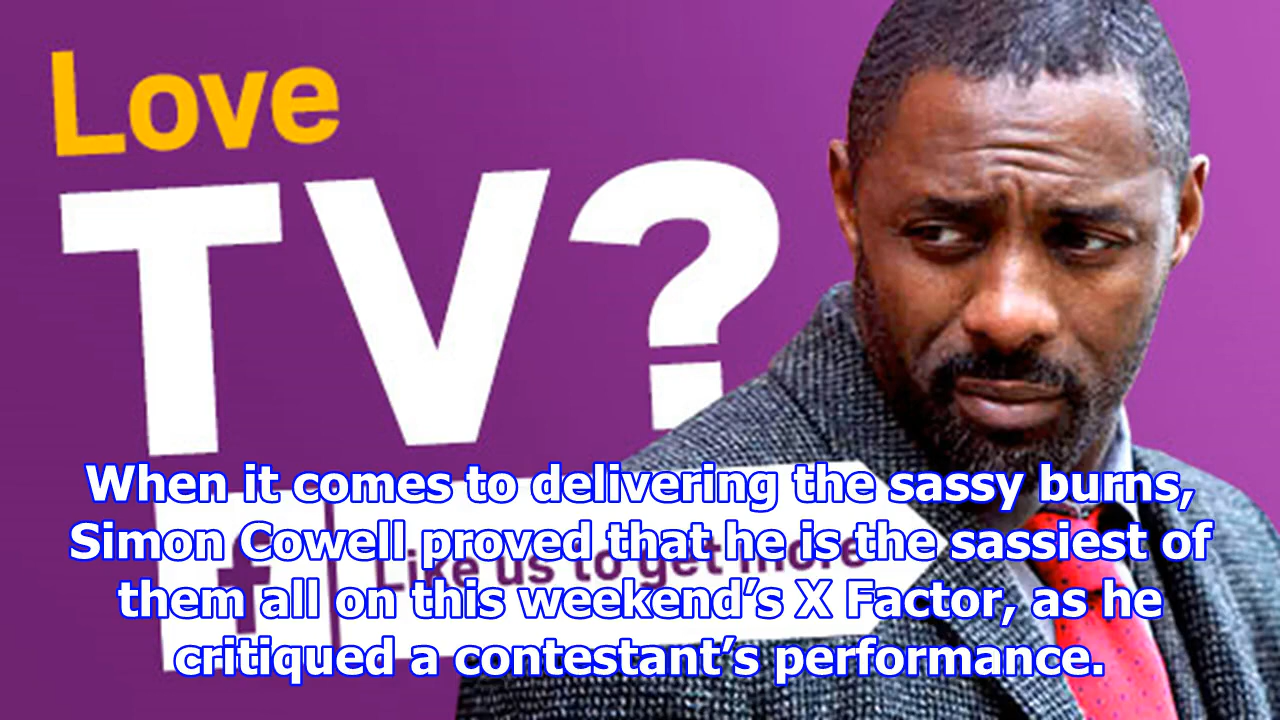 Love
TV?
Like us to get more
When it comes to delivering the sassy burns,
Simon Cowell proved that he is the sassiest of
them all on this weekend’s X Factor, as he
critiqued a contestant’s performance.